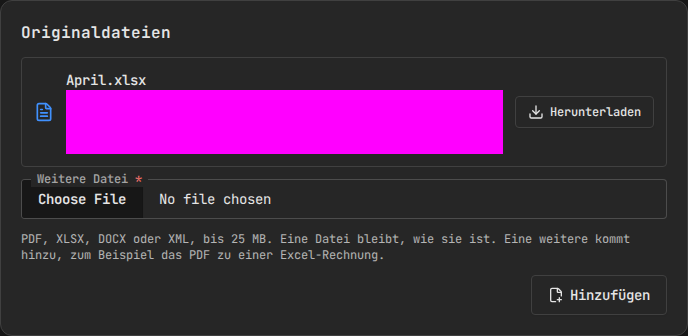 Originaldateien
April.xlsx
Herunterladen
Weitere Datei *
Choose File No file chosen
PDF, XLSX, DOCX oder XML, bis 25 MB. Eine Datei bleibt, wie sie ist. Eine weitere kommt
hinzu, zum Beispiel das PDF zu einer Excel-Rechnung.
Hinzufügen